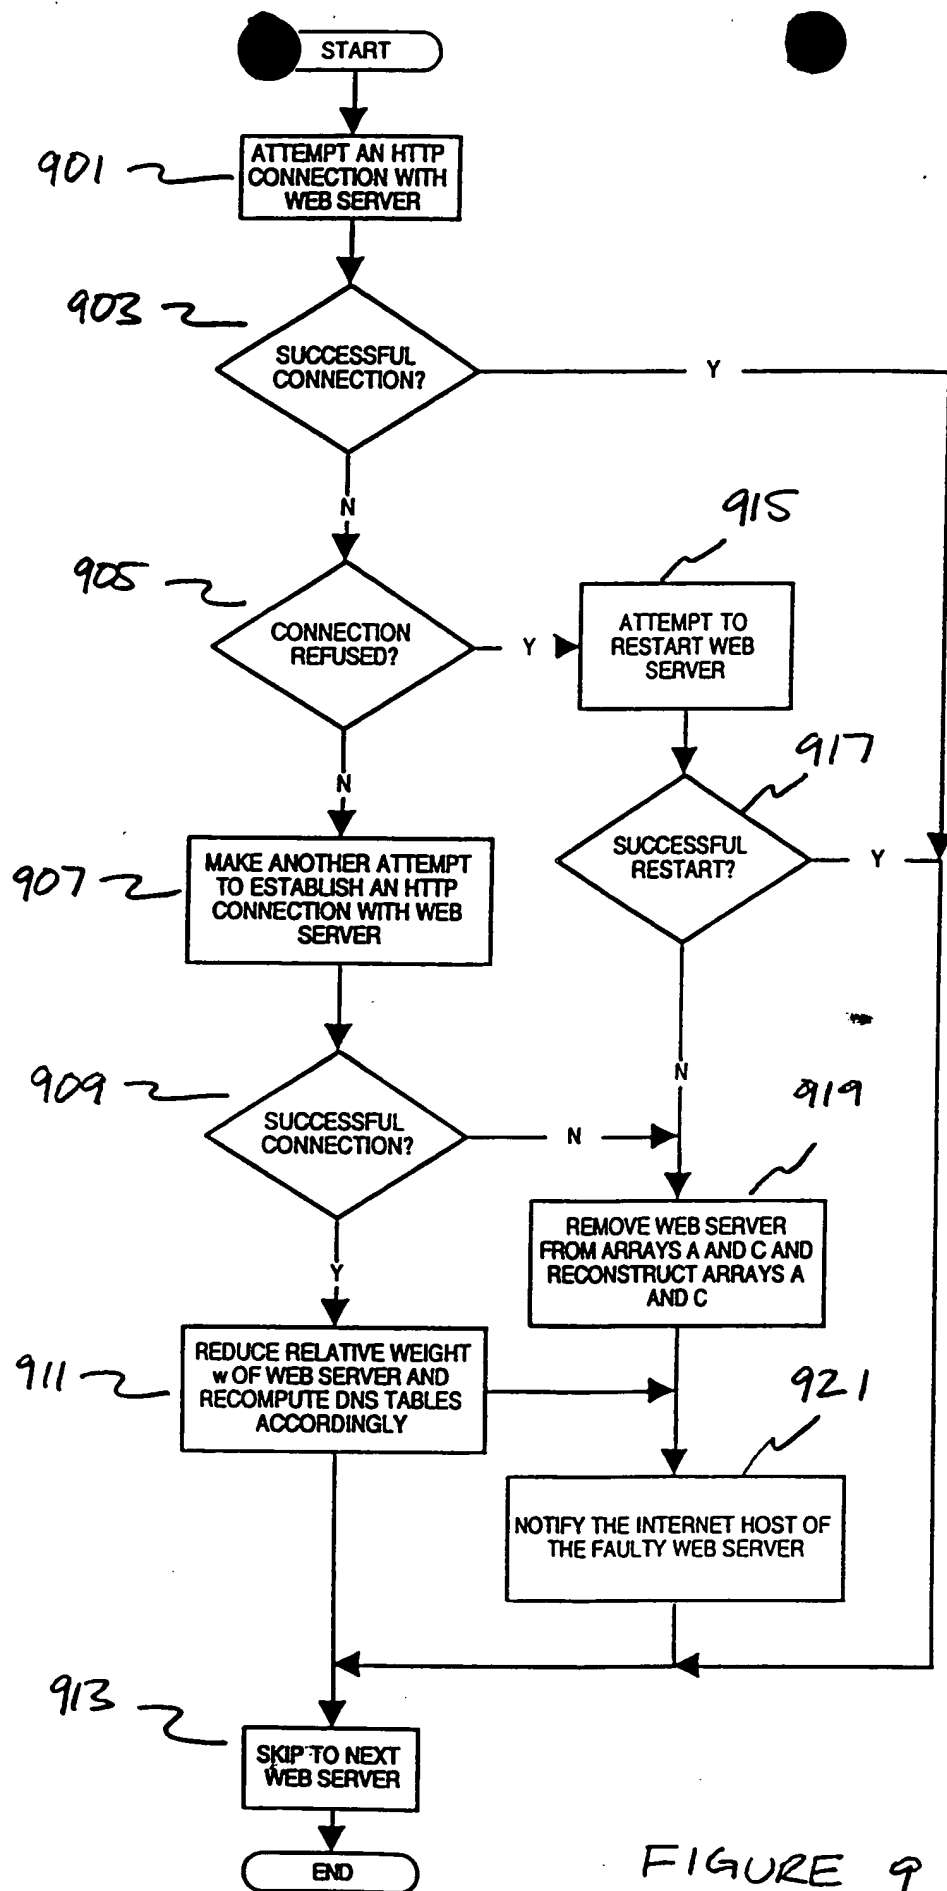 START
901
ATTEMPT AN HTTP
CONNECTION WITH
WEB SERVER
903
SUCCESSFUL
CONNECTION?
Y
N
905
CONNECTION
REFUSED?
Y
915
ATTEMPT TO
RESTART WEB
SERVER
N
917
SUCCESSFUL
RESTART?
Y
907
MAKE ANOTHER ATTEMPT
TO ESTABLISH AN HTTP
CONNECTION WITH WEB
SERVER
N
909
SUCCESSFUL
CONNECTION?
N
919
REMOVE WEB SERVER
FROM ARRAYS A AND C AND
RECONSTRUCT ARRAYS A
AND C
Y
911
REDUCE RELATIVE WEIGHT
w OF WEB SERVER AND
RECOMPUTE DNS TABLES
ACCORDINGLY
921
NOTIFY THE INTERNET HOST OF
THE FAULTY WEB SERVER
913
SKIP TO NEXT
WEB SERVER
END
FIGURE 9